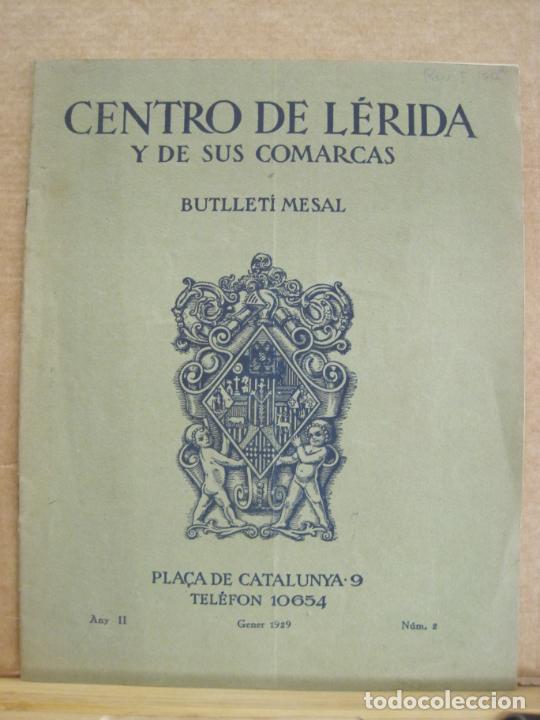 CENTRO DE LÉRIDA
Y DE SUS COMARCAS
BUTLLETÍ MESAL
PLAÇA DE CATALUNYA·9
TELÉFON 10654
Any II Gener 1929 Núm. 2
todocoleccion